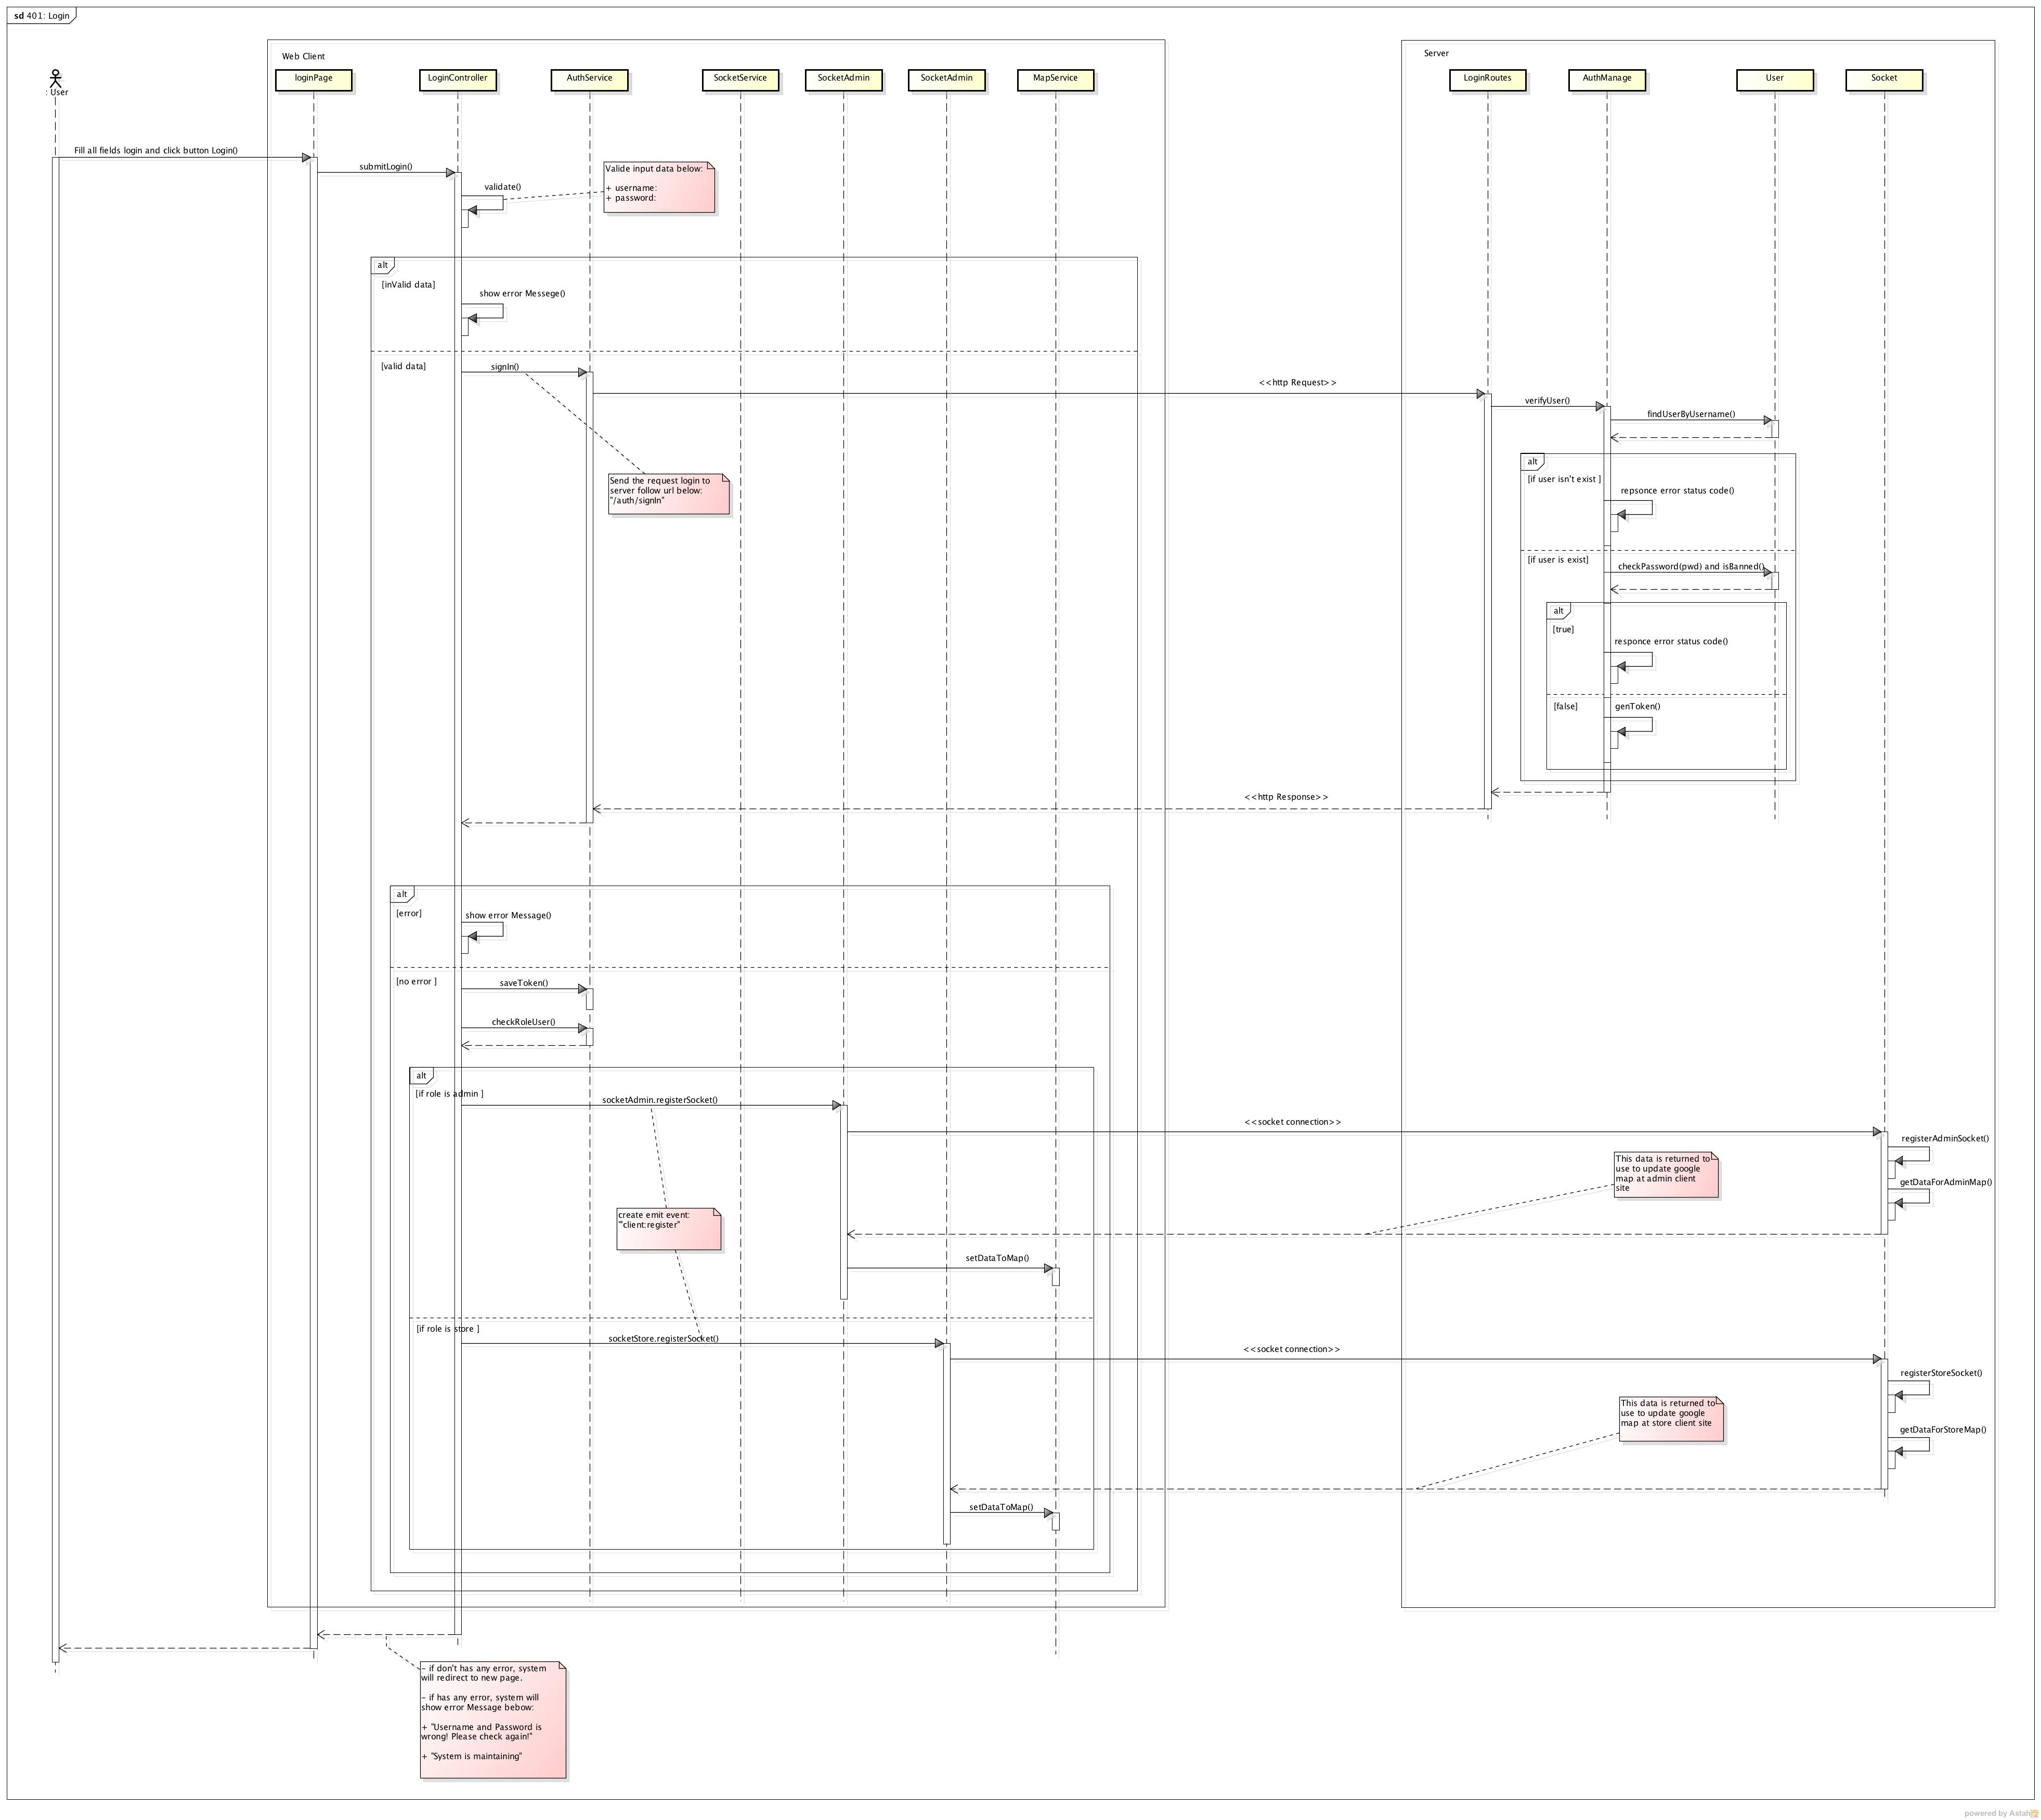 sd 401: Login
Web Client
Server
: User
loginPage
LoginController
AuthService
SocketService
SocketAdmin
SocketAdmin
MapService
LoginRoutes
AuthManage
User
Socket
Fill all fields login and click button Login()
submitLogin()
validate()
Valide input data below:
+ username:
+ password:
alt
[inValid data]
show error Messege()
[valid data]
signIn()
<<http Request>>
verifyUser()
findUserByUsername()
Send the request login to
server follow url below:
"/auth/signIn"
alt
[if user isn't exist ]
repsonce error status code()
[if user is exist]
checkPassword(pwd) and isBanned()
alt
[true]
responce error status code()
[false]
genToken()
<<http Response>>
alt
[error]
show error Message()
[no error ]
saveToken()
checkRoleUser()
alt
[if role is admin ]
socketAdmin.registerSocket()
<<socket connection>>
registerAdminSocket()
This data is returned to
use to update google
map at admin client
site
getDataForAdminMap()
create emit event:
'"client:register"
setDataToMap()
[if role is store ]
socketStore.registerSocket()
<<socket connection>>
registerStoreSocket()
This data is returned to
use to update google
map at store client site
getDataForStoreMap()
setDataToMap()
- if don't has any error, system
will redirect to new page.
- if has any error, system will
show error Message bebow:
+ "Username and Password is
wrong! Please check again!"
+ "System is maintaining"
powered by Astah